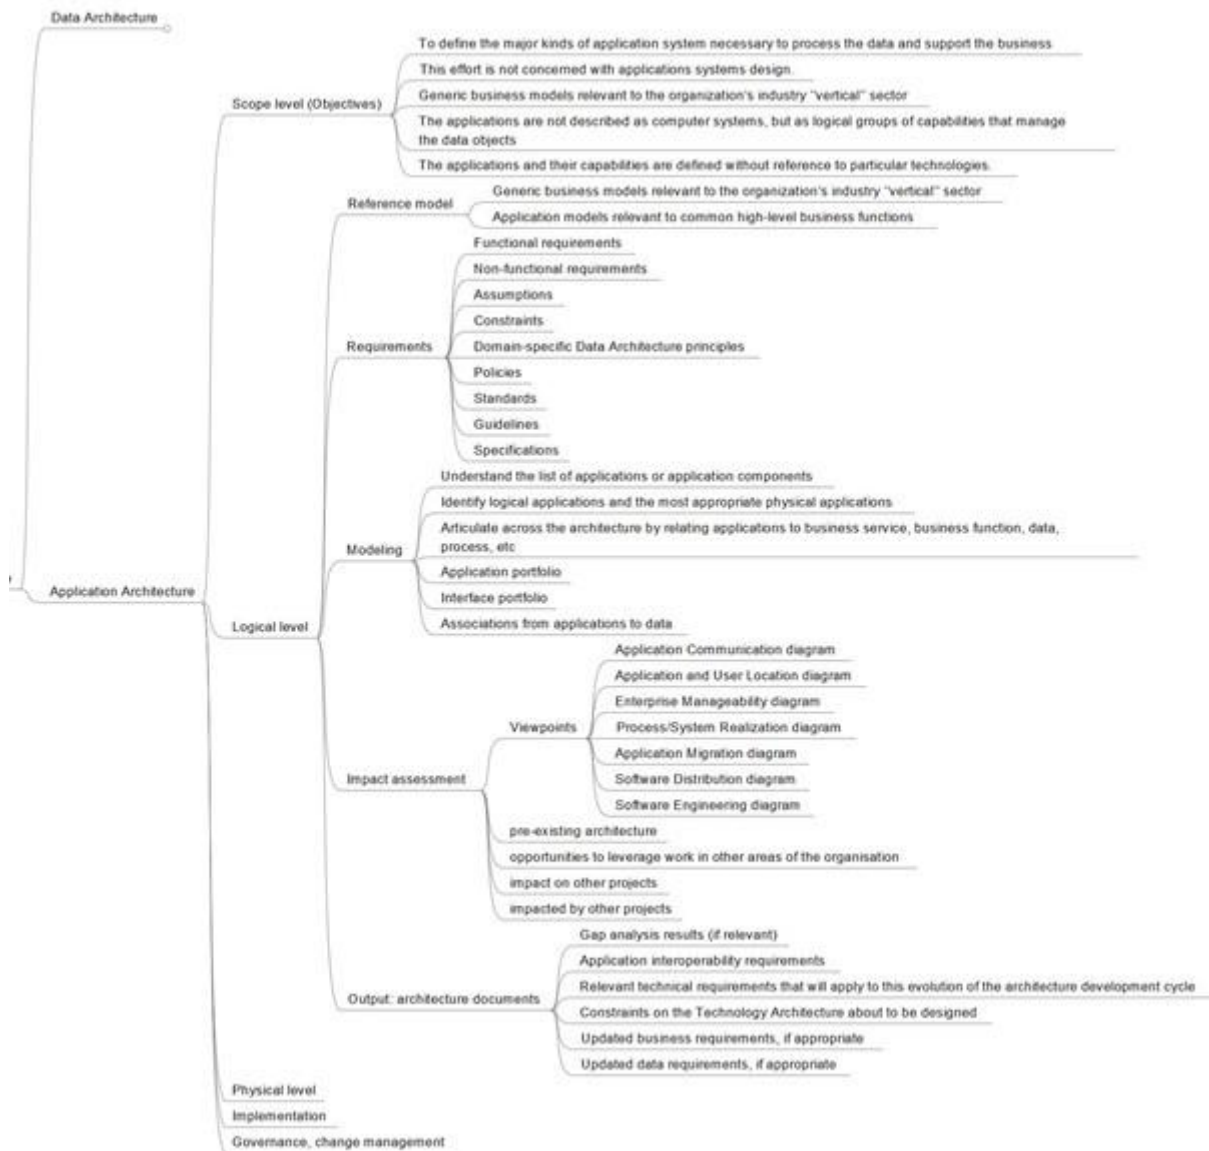 Data Architecture
To define the major kinds of application system necessary to process the data and support the business
This effort is not concerned with applications systems design.
Scope level (Objectives)
Generic business models relevant to the organization's industry "vertical" sector
The applications are not described as computer systems, but as logical groups of capabilities that manage
the data objects
The applications and their capabilities are defined without reference to particular technologies.
Reference model
Generic business models relevant to the organization's industry "vertical" sector
Application models relevant to common high-level business functions
Functional requirements
Non-functional requirements
Assumptions
Constraints
Requirements
Domain-specific Data Architecture principles
Policies
Standards
Guidelines
Specifications
Understand the list of applications or application components
Identify logical applications and the most appropriate physical applications
Modeling
Articulate across the architecture by relating applications to business service, business function, data,
process, etc
Application portfolio
Interface portfolio
Associations from applications to data
Application Architecture
Logical level
Application Communication diagram
Application and User Location diagram
Enterprise Manageability diagram
Viewpoints
Process/System Realization diagram
Application Migration diagram
Software Distribution diagram
Software Engineering diagram
Impact assessment
pre-existing architecture
opportunities to leverage work in other areas of the organisation
impact on other projects
impacted by other projects
Gap analysis results (if relevant)
Application interoperability requirements
Relevant technical requirements that will apply to this evolution of the architecture development cycle
Output: architecture documents
Constraints on the Technology Architecture about to be designed
Updated business requirements, if appropriate
Updated data requirements, if appropriate
Physical level
Implementation
Governance, change management